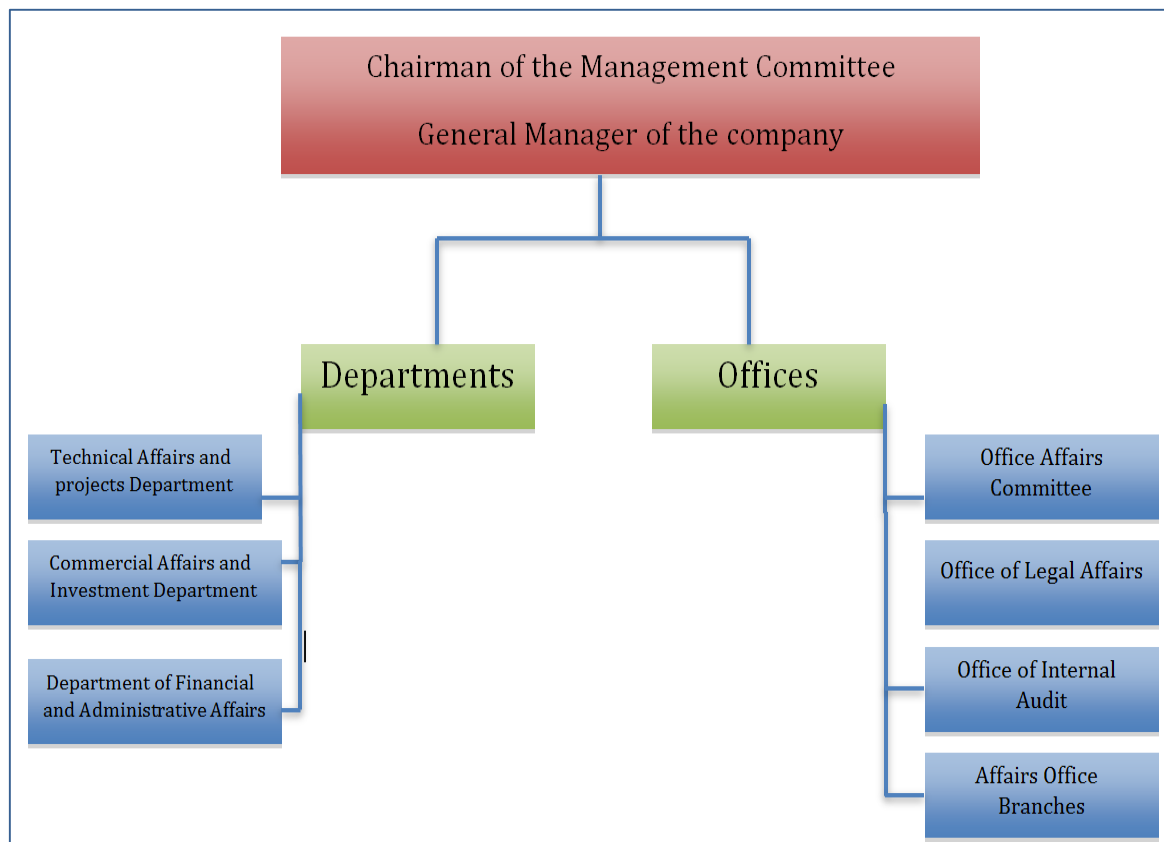 Chairman of the Management Committee
General Manager of the company
Departments
Offices
Technical Affairs and
projects Department
Commercial Affairs and
Investment Department
Department of Financial
and Administrative Affairs
Office Affairs
Committee
Office of Legal Affairs
Office of Internal
Audit
Affairs Office
Branches